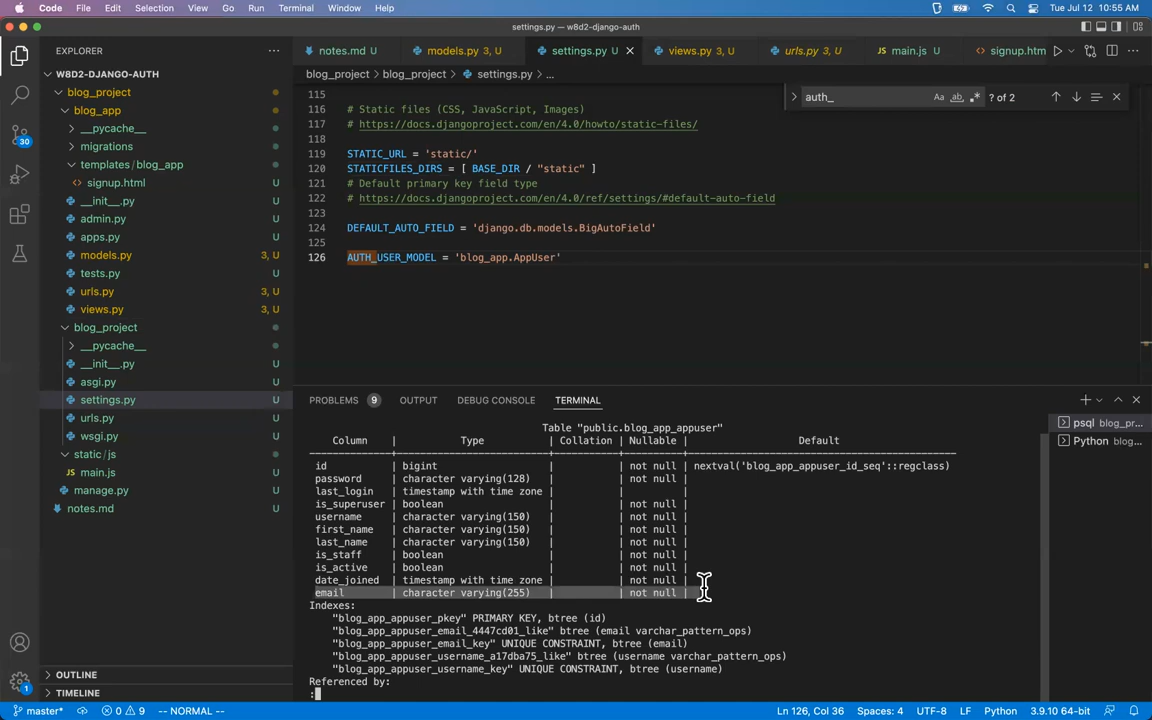 Code File Edit Selection View Go Run Terminal Window Help Tue Jul 12 10:55 AM
settings.py — w8d2-django-auth
EXPLORER
notes.md U models.py 3, U settings.py U views.py 3, U urls.py 3, U main.js U signup.htm
W8D2-DJANGO-AUTH
blog_project > blog_project > settings.py > ...
auth_ Aa ab .* ? of 2
blog_project
blog_app
__pycache__
migrations
templates/blog_app
signup.html U
__init__.py U
admin.py U
apps.py U
models.py 3, U
tests.py U
urls.py 3, U
views.py 3, U
blog_project
__pycache__
__init__.py U
asgi.py U
settings.py U
urls.py U
wsgi.py U
static/js
main.js U
manage.py U
notes.md U
OUTLINE
TIMELINE
30
1
115
116 # Static files (CSS, JavaScript, Images)
117 # https://docs.djangoproject.com/en/4.0/howto/static-files/
118
119 STATIC_URL = 'static/'
120 STATICFILES_DIRS = [ BASE_DIR / "static" ]
121 # Default primary key field type
122 # https://docs.djangoproject.com/en/4.0/ref/settings/#default-auto-field
123
124 DEFAULT_AUTO_FIELD = 'django.db.models.BigAutoField'
125
126 AUTH_USER_MODEL = 'blog_app.AppUser'
PROBLEMS 9 OUTPUT DEBUG CONSOLE TERMINAL
psql blog_pr...
Python blog...
Table "public.blog_app_appuser"
Column | Type | Collation | Nullable | Default
id | bigint | | not null | nextval('blog_app_appuser_id_seq'::regclass)
password | character varying(128) | | not null |
last_login | timestamp with time zone | | |
is_superuser | boolean | | not null |
username | character varying(150) | | not null |
first_name | character varying(150) | | not null |
last_name | character varying(150) | | not null |
is_staff | boolean | | not null |
is_active | boolean | | not null |
date_joined | timestamp with time zone | | not null |
email | character varying(255) | | not null |
Indexes:
"blog_app_appuser_pkey" PRIMARY KEY, btree (id)
"blog_app_appuser_email_4447cd01_like" btree (email varchar_pattern_ops)
"blog_app_appuser_email_key" UNIQUE CONSTRAINT, btree (email)
"blog_app_appuser_username_a17dba75_like" btree (username varchar_pattern_ops)
"blog_app_appuser_username_key" UNIQUE CONSTRAINT, btree (username)
Referenced by:
:
master* 0 9 -- NORMAL -- Ln 126, Col 36 Spaces: 4 UTF-8 LF Python 3.9.10 64-bit